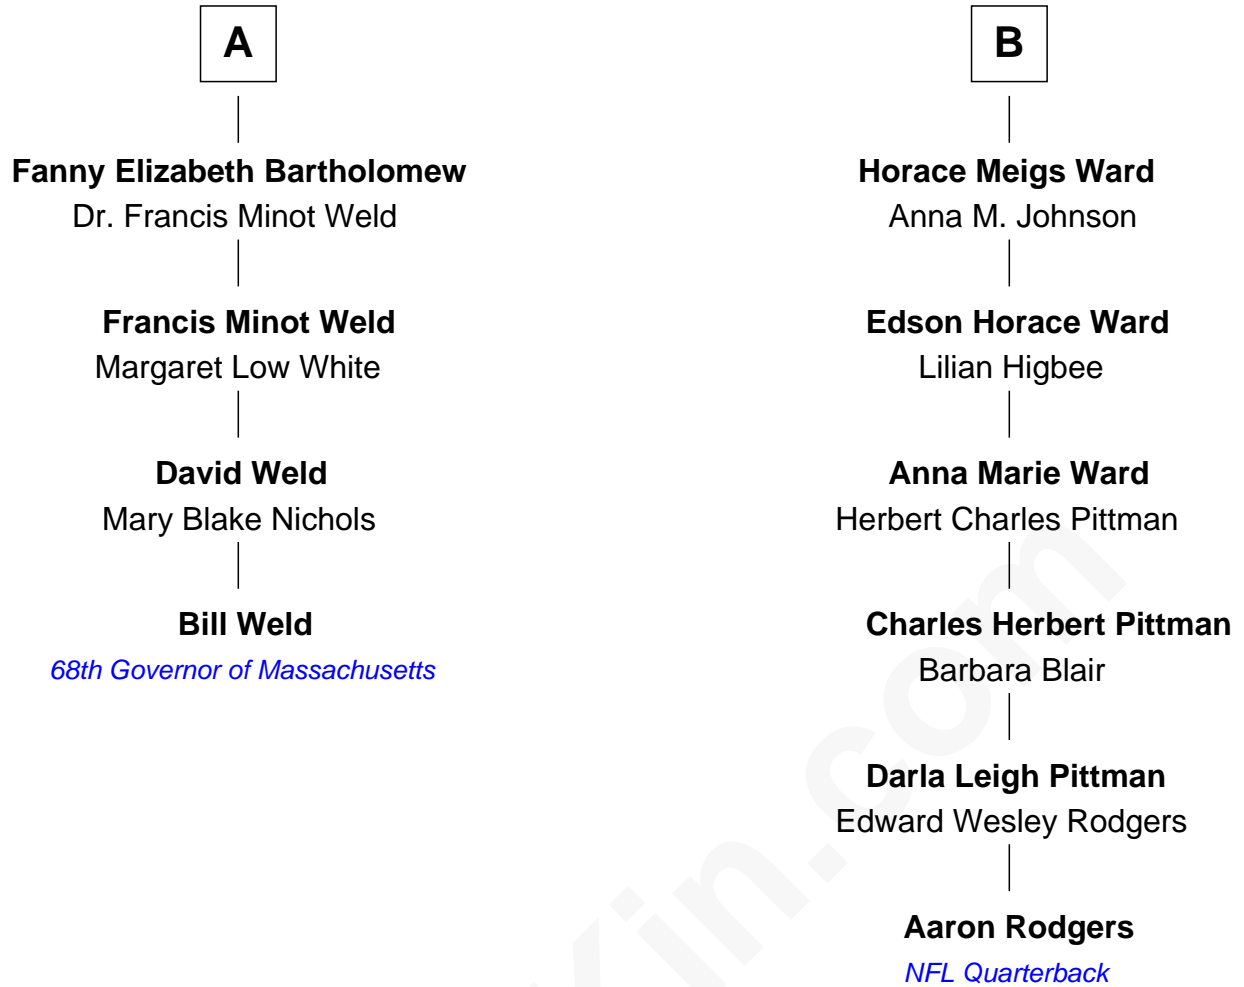 A
Fanny Elizabeth Bartholomew
Dr. Francis Minot Weld
Francis Minot Weld
Margaret Low White
David Weld
Mary Blake Nichols
Bill Weld
68th Governor of Massachusetts
B
Horace Meigs Ward
Anna M. Johnson
Edson Horace Ward
Lilian Higbee
Anna Marie Ward
Herbert Charles Pittman
Charles Herbert Pittman
Barbara Blair
Darla Leigh Pittman
Edward Wesley Rodgers
Aaron Rodgers
NFL Quarterback
Kin.com